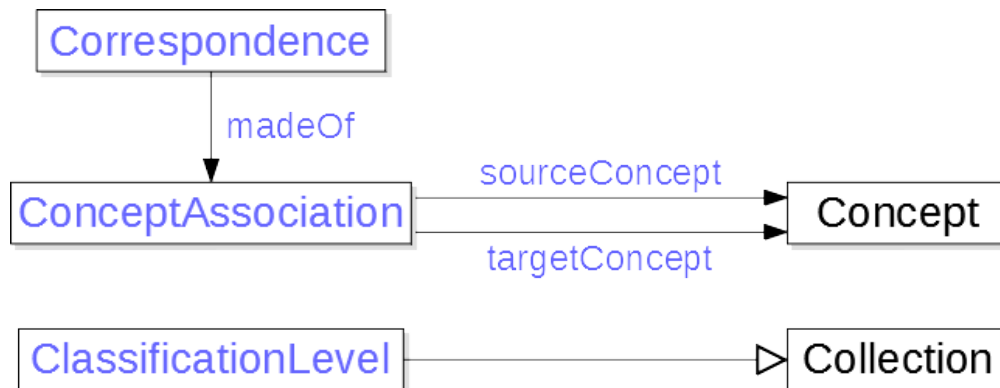 Correspondence
madeOf
sourceConcept
ConceptAssociation
Concept
targetConcept
ClassificationLevel
Collection